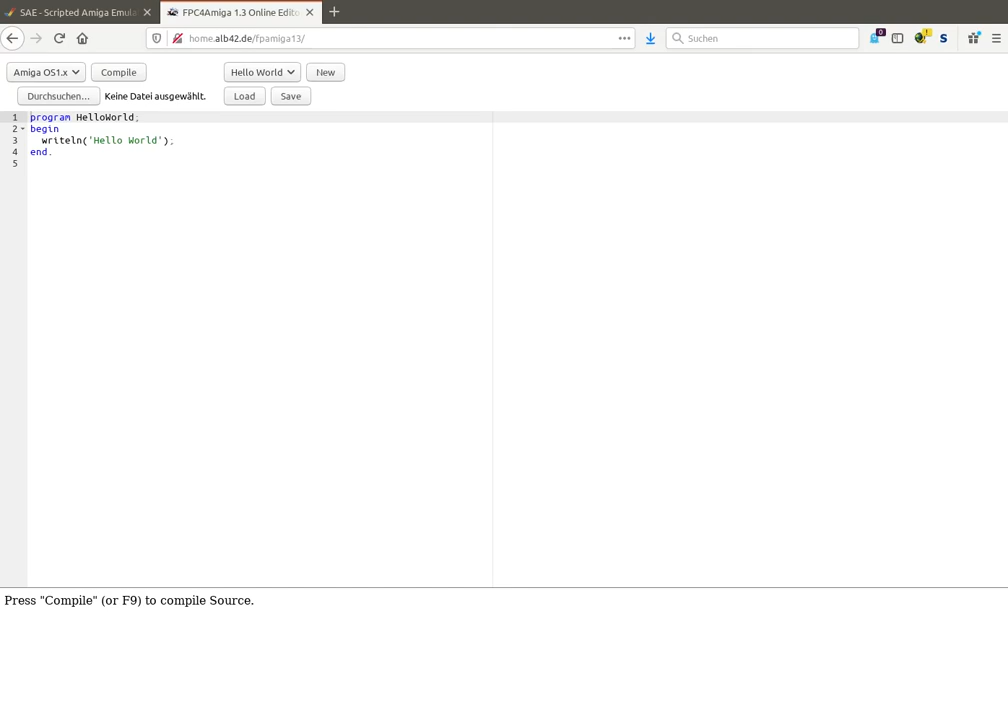 SAE - Scripted Amiga Emula
FPC4Amiga 1.3 Online Edito
home.alb42.de/fpamiga13/
Suchen
0
!
S
Amiga OS1.x Compile Hello World New
Durchsuchen… Keine Datei ausgewählt. Load Save
1 program HelloWorld;
2 begin
3 writeln('Hello World');
4 end.
5
Press "Compile" (or F9) to compile Source.